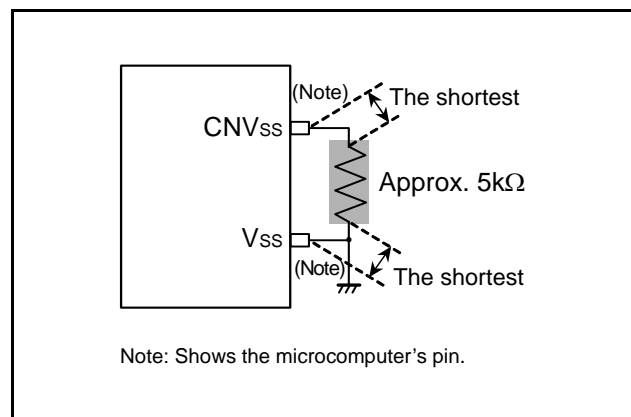 (Note)
The shortest
CNVss
Approx. 5kΩ
Vss
(Note)
The shortest
Note: Shows the microcomputer's pin.